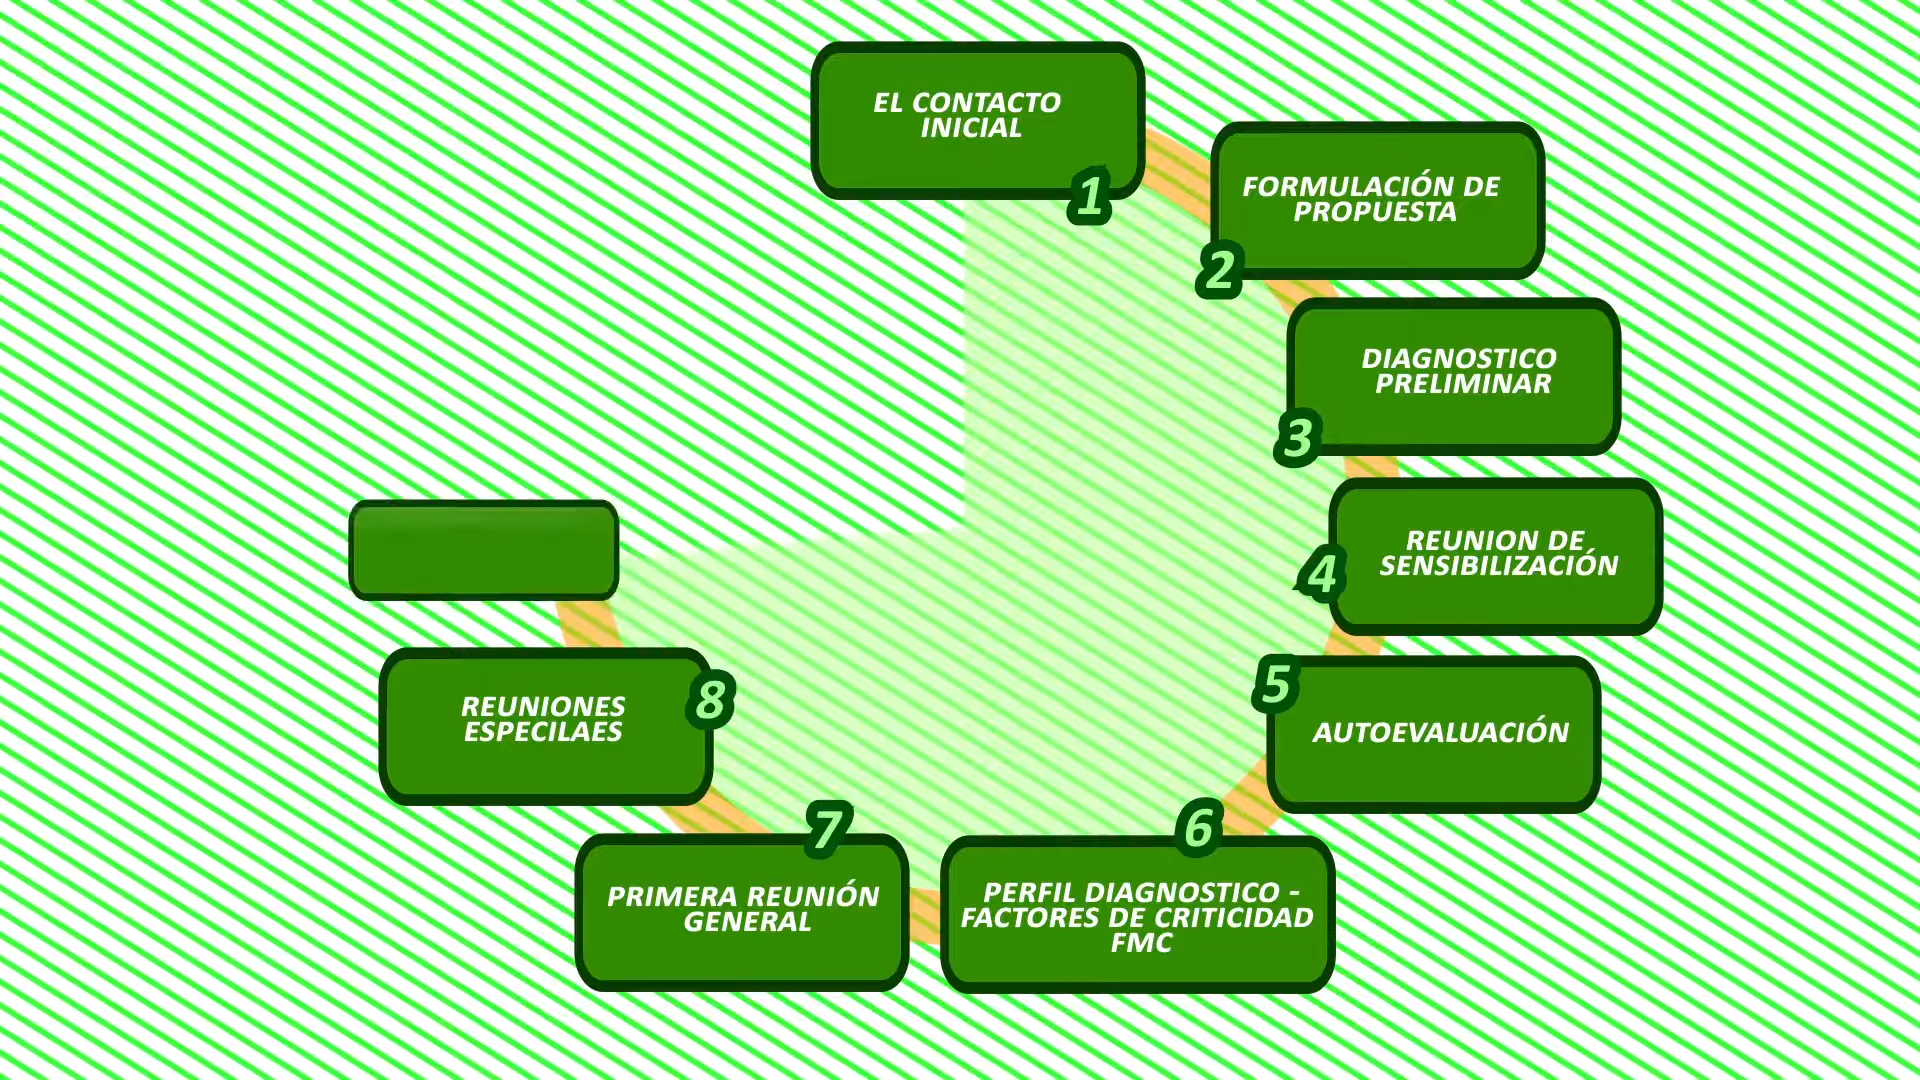 EL CONTACTO
INICIAL
1
FORMULACIÓN DE
PROPUESTA
2
DIAGNOSTICO
PRELIMINAR
3
REUNION DE
SENSIBILIZACIÓN
4
5
AUTOEVALUACIÓN
6
PERFIL DIAGNOSTICO -
FACTORES DE CRITICIDAD
FMC
7
PRIMERA REUNIÓN
GENERAL
8
REUNIONES
ESPECILAES